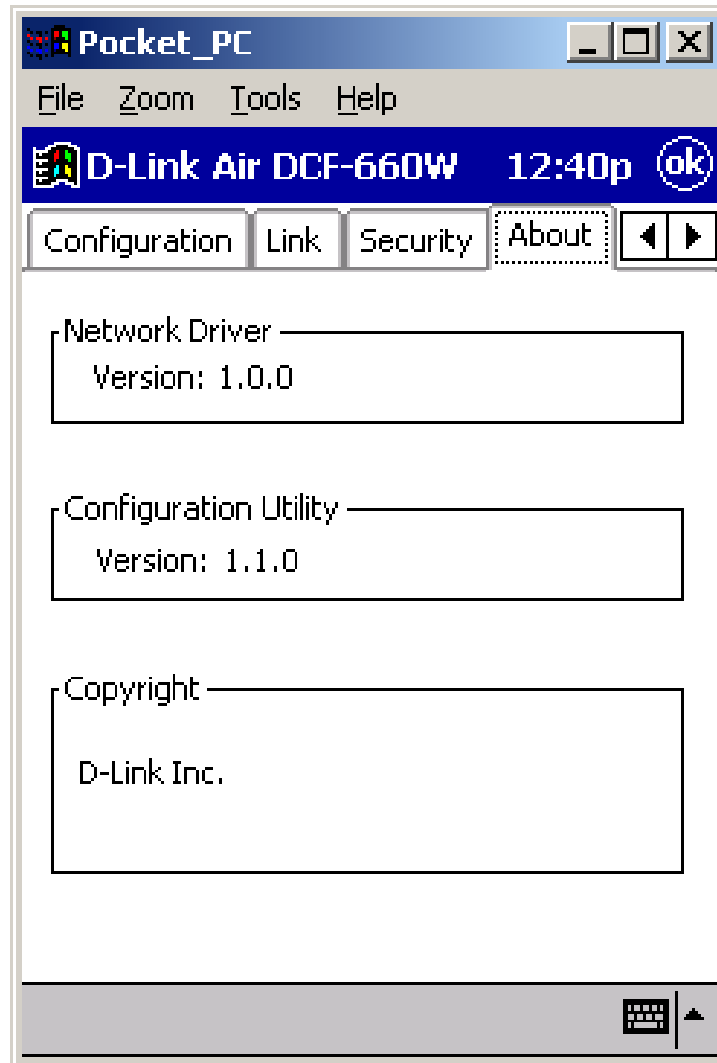 Pocket_PC
File Zoom Tools Help
D-Link Air DCF-660W 12:40p ok
Configuration Link Security About
Network Driver
Version: 1.0.0
Configuration Utility
Version: 1.1.0
Copyright
D-Link Inc.